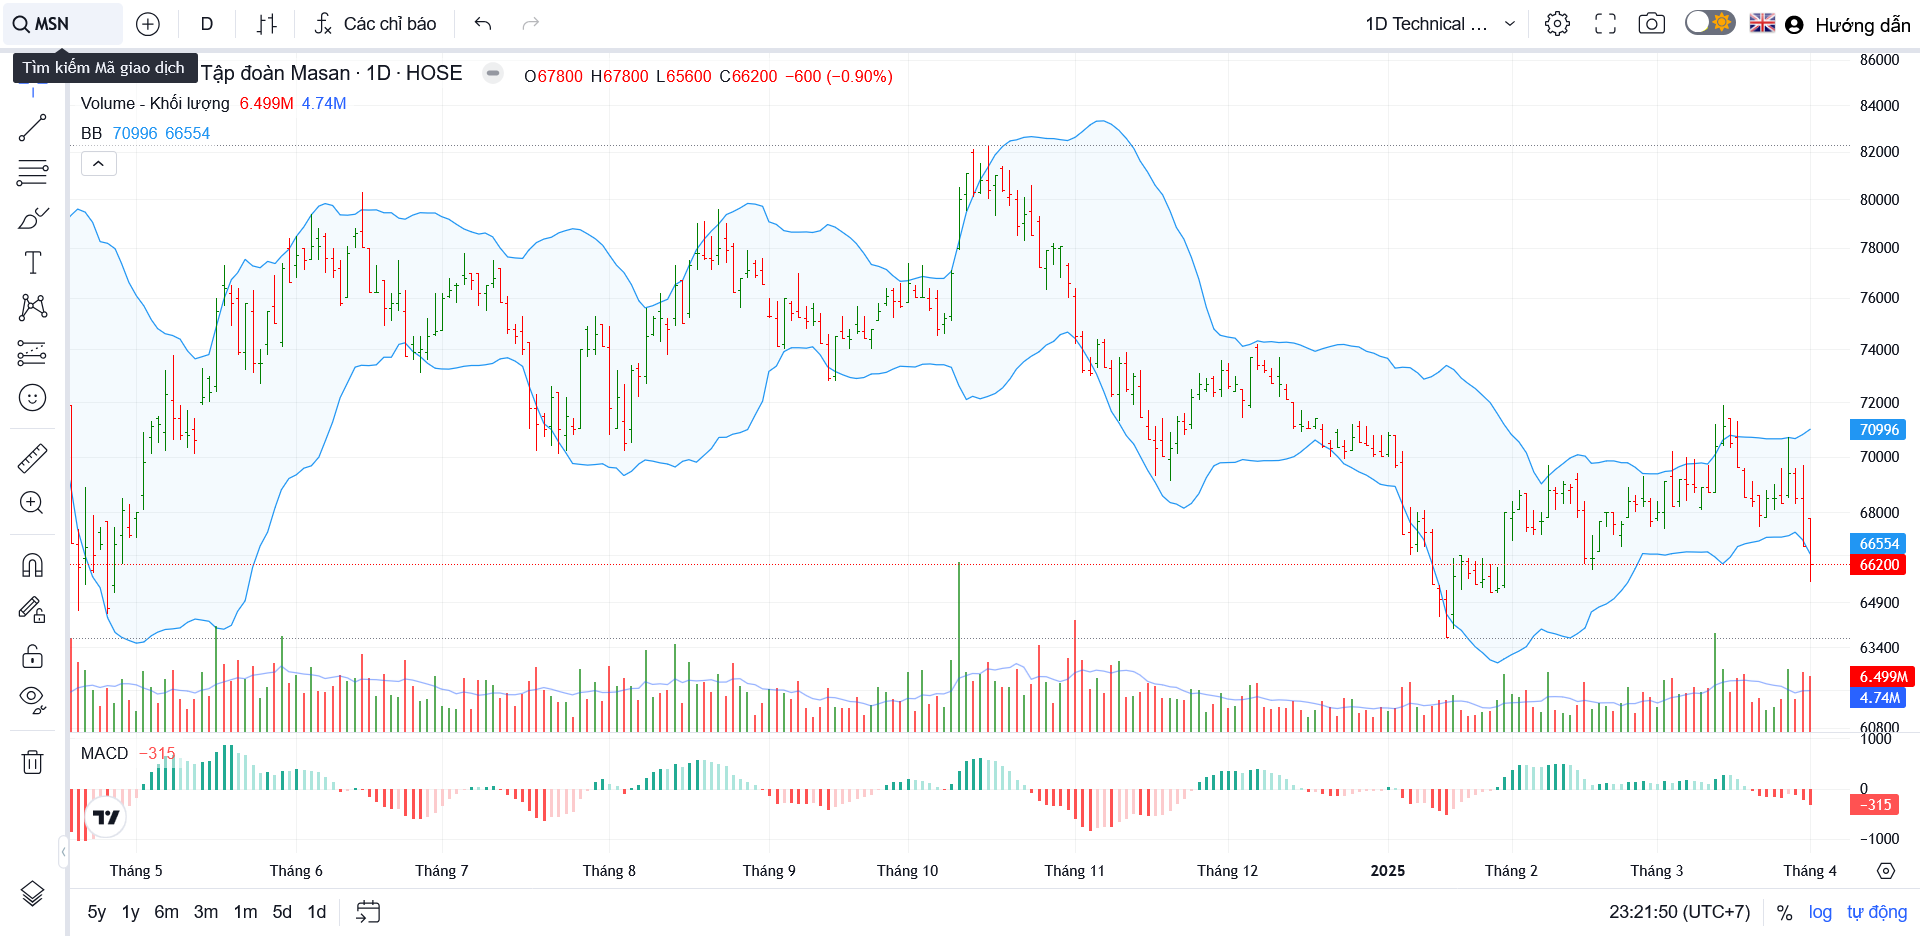 MSN
D
Các chỉ báo
1D Technical ...
Hướng dẫn
Tìm kiếm Mã giao dịch
Tập đoàn Masan · 1D · HOSE
O67800 H67800 L65600 C66200 −600 (−0.90%)
Volume - Khối lượng 6.499M 4.74M
BB 70996 66554
86000
84000
82000
80000
78000
76000
74000
72000
70996
70000
68000
66554
66200
64900
63400
6.499M
4.74M
60800
MACD −315
1000
0
−315
−1000
Tháng 5 Tháng 6 Tháng 7 Tháng 8 Tháng 9 Tháng 10 Tháng 11 Tháng 12 2025 Tháng 2 Tháng 3 Tháng 4
5y 1y 6m 3m 1m 5d 1d
23:21:50 (UTC+7) % log tự động